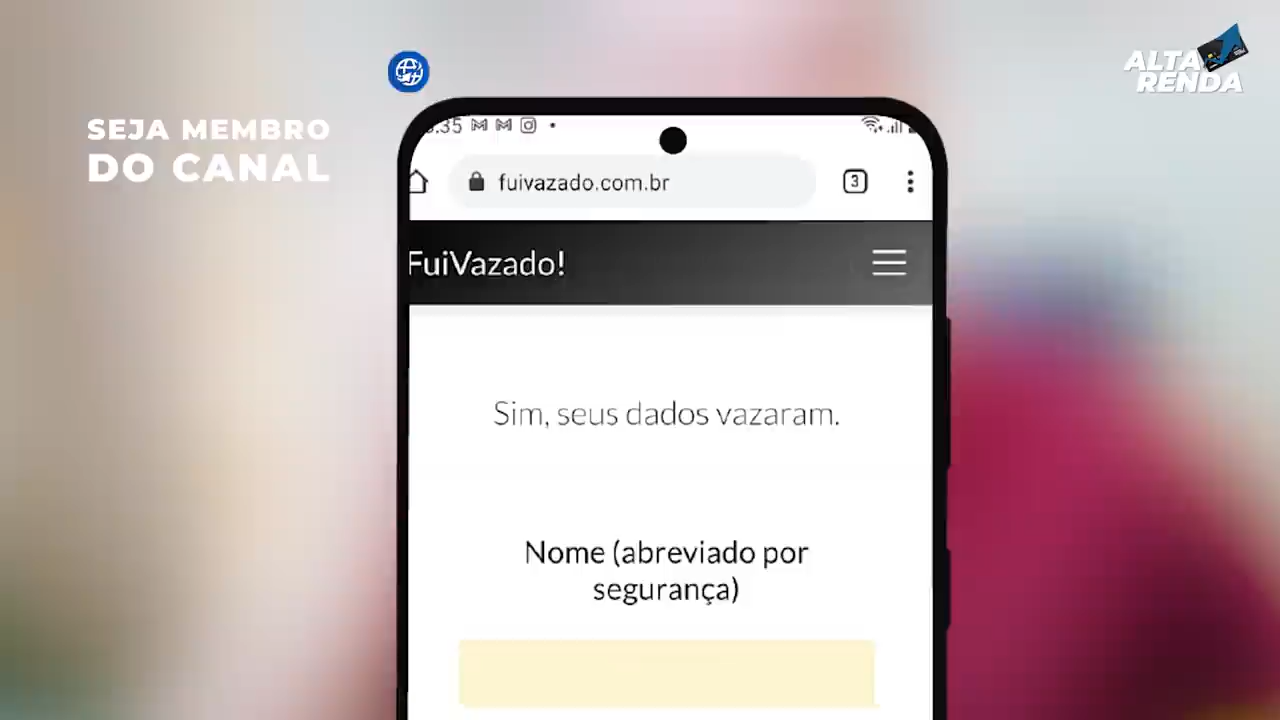 ALTA
RENDA
SEJA MEMBRO
DO CANAL
:35
3
fuivazado.com.br
FuiVazado!
Sim, seus dados vazaram.
Nome (abreviado por
segurança)